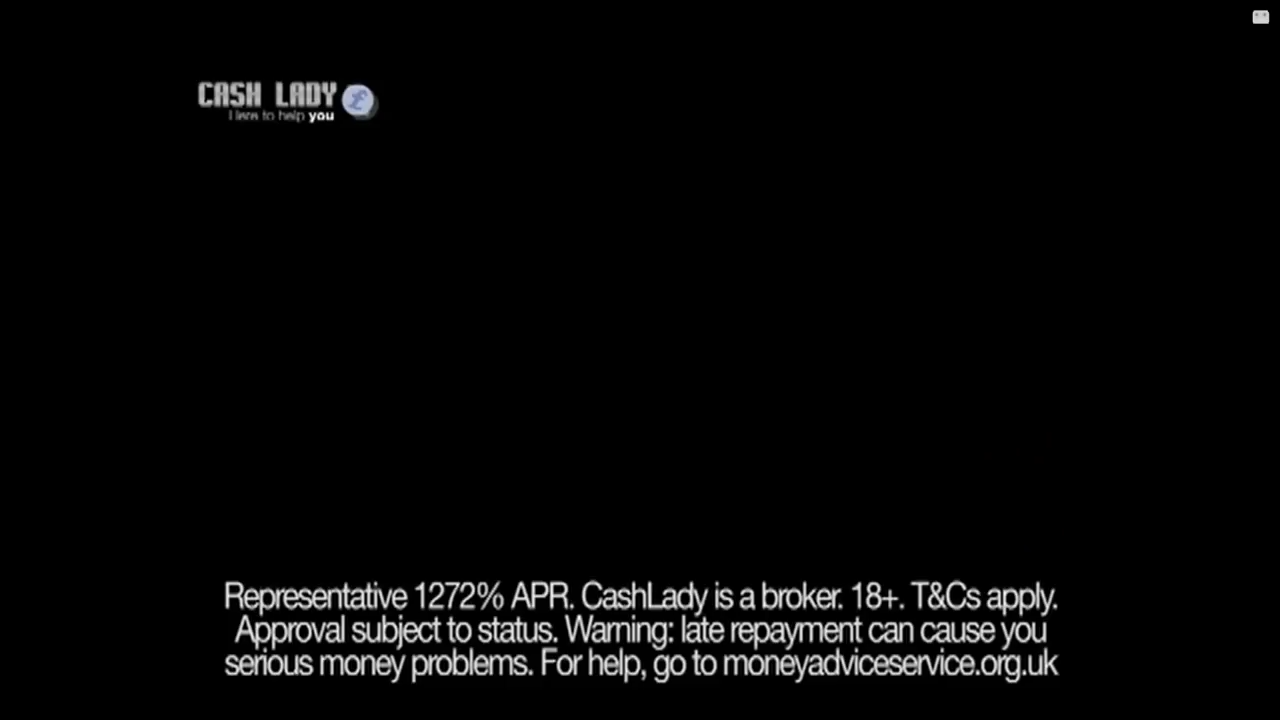 CASH LADY £
Here to help you
Representative 1272% APR. CashLady is a broker. 18+. T&Cs apply.
Approval subject to status. Warning: late repayment can cause you
serious money problems. For help, go to moneyadviceservice.org.uk